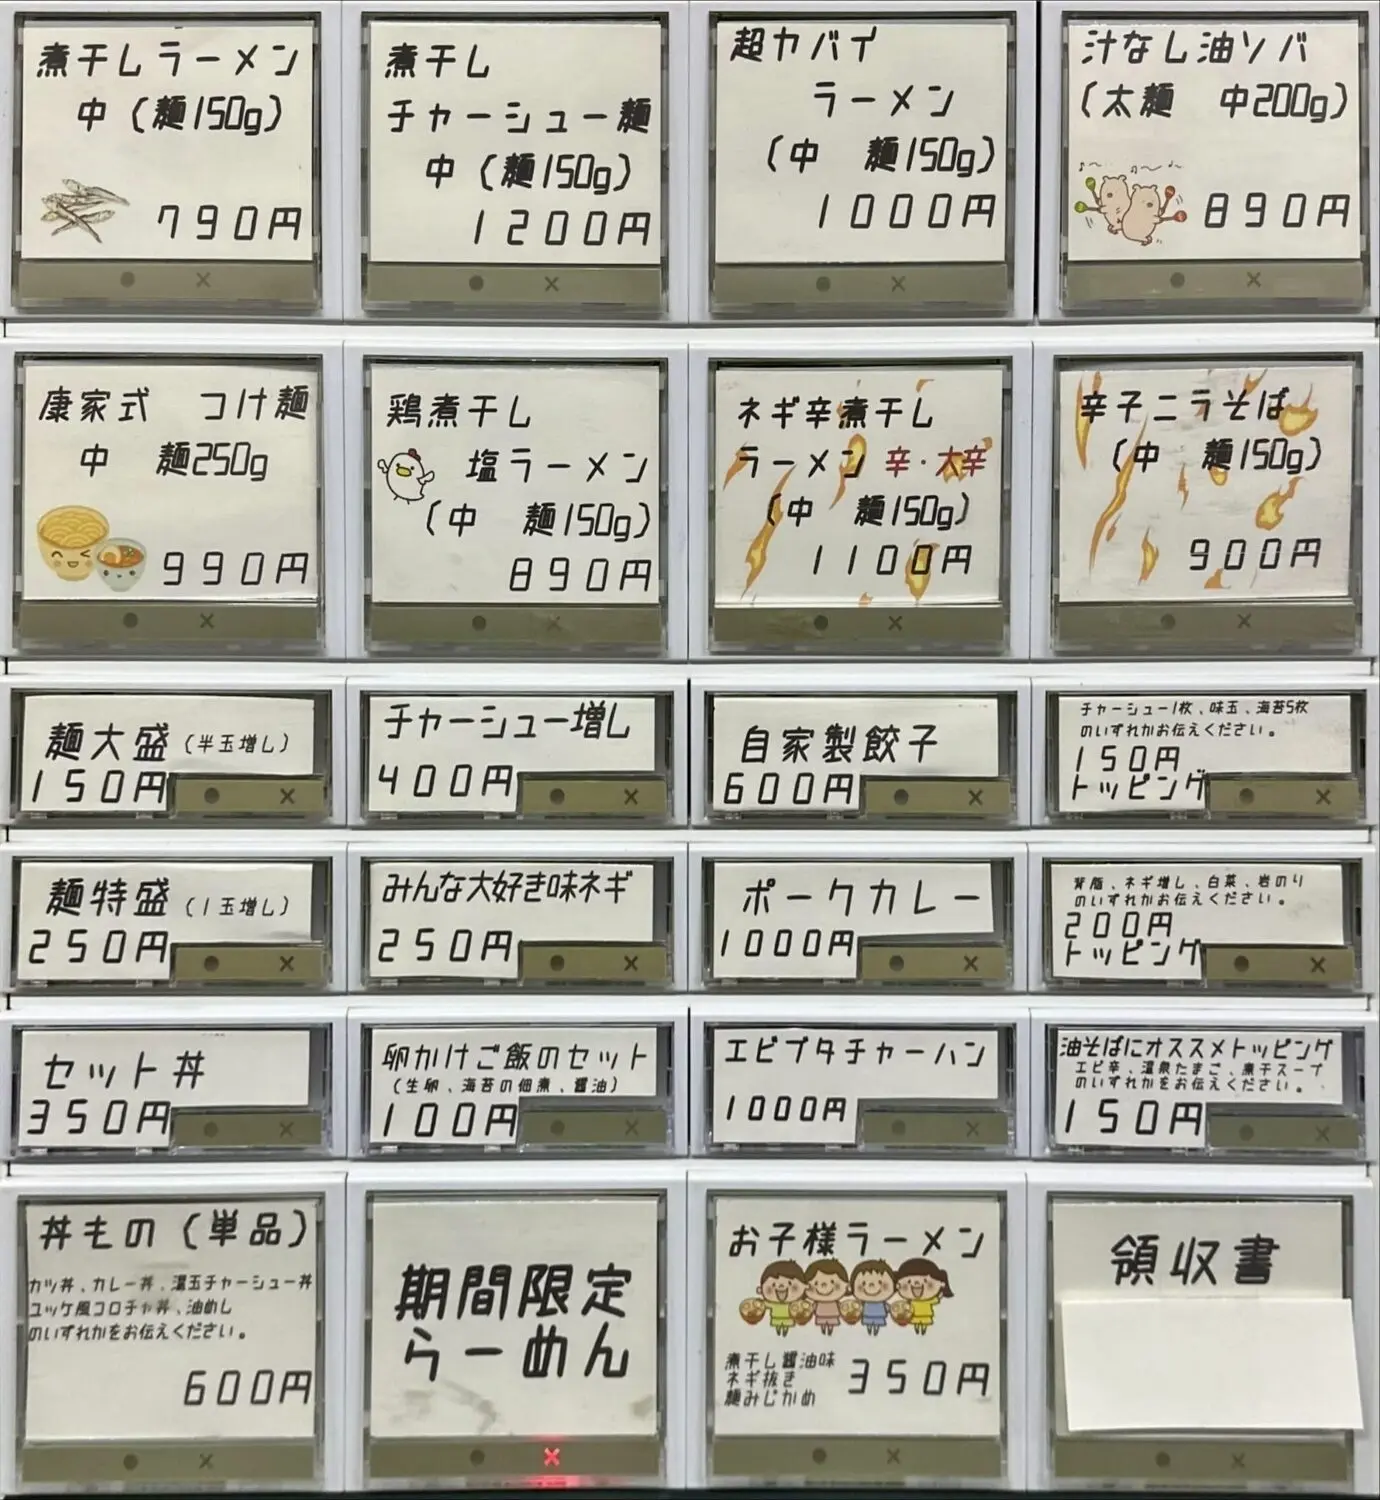 煮干しラーメン
中(麺150g)
790円
煮干し
チャーシュー麺
中(麺150g)
1200円
超ヤバイ
ラーメン
(中 麺150g)
1000円
汁なし油ソバ
(太麺 中200g)
890円
康家式 つけ麺
中 麺250g
990円
鶏煮干し
塩ラーメン
(中 麺150g)
890円
ネギ辛煮干し
ラーメン 辛・大辛
(中 麺150g)
1100円
辛子ニラそば
(中 麺150g)
900円
麺大盛(半玉増し)
150円
チャーシュー増し
400円
自家製餃子
600円
チャーシュー1枚、味玉、海苔5枚
のいずれかお伝えください。
150円
トッピング
麺特盛(1玉増し)
250円
みんな大好き味ネギ
250円
ポークカレー
1000円
背脂、ネギ増し、白菜、岩のり
のいずれかお伝えください。
200円
トッピング
セット丼
350円
卵かけご飯のセット
(生卵、海苔の佃煮、醤油)
100円
エビブタチャーハン
1000円
油そばにオススメトッピング
エビ辛、温泉たまご、煮干スープ
のいずれかをお伝えください。
150円
丼もの(単品)
カツ丼、カレー丼、温玉チャーシュー丼
ユッケ風コロチャ丼、油めし
のいずれかをお伝えください。
600円
期間限定
らーめん
お子様ラーメン
煮干し醤油味
ネギ抜き
麺みじかめ
350円
領収書